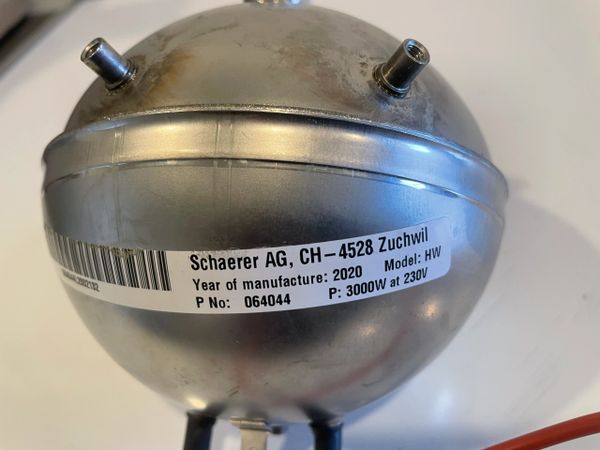 Schaerer AG, CH-4528 Zuchwil
Year of manufacture: 2020 Model: HW
P No: 064044 P: 3000W at 230V